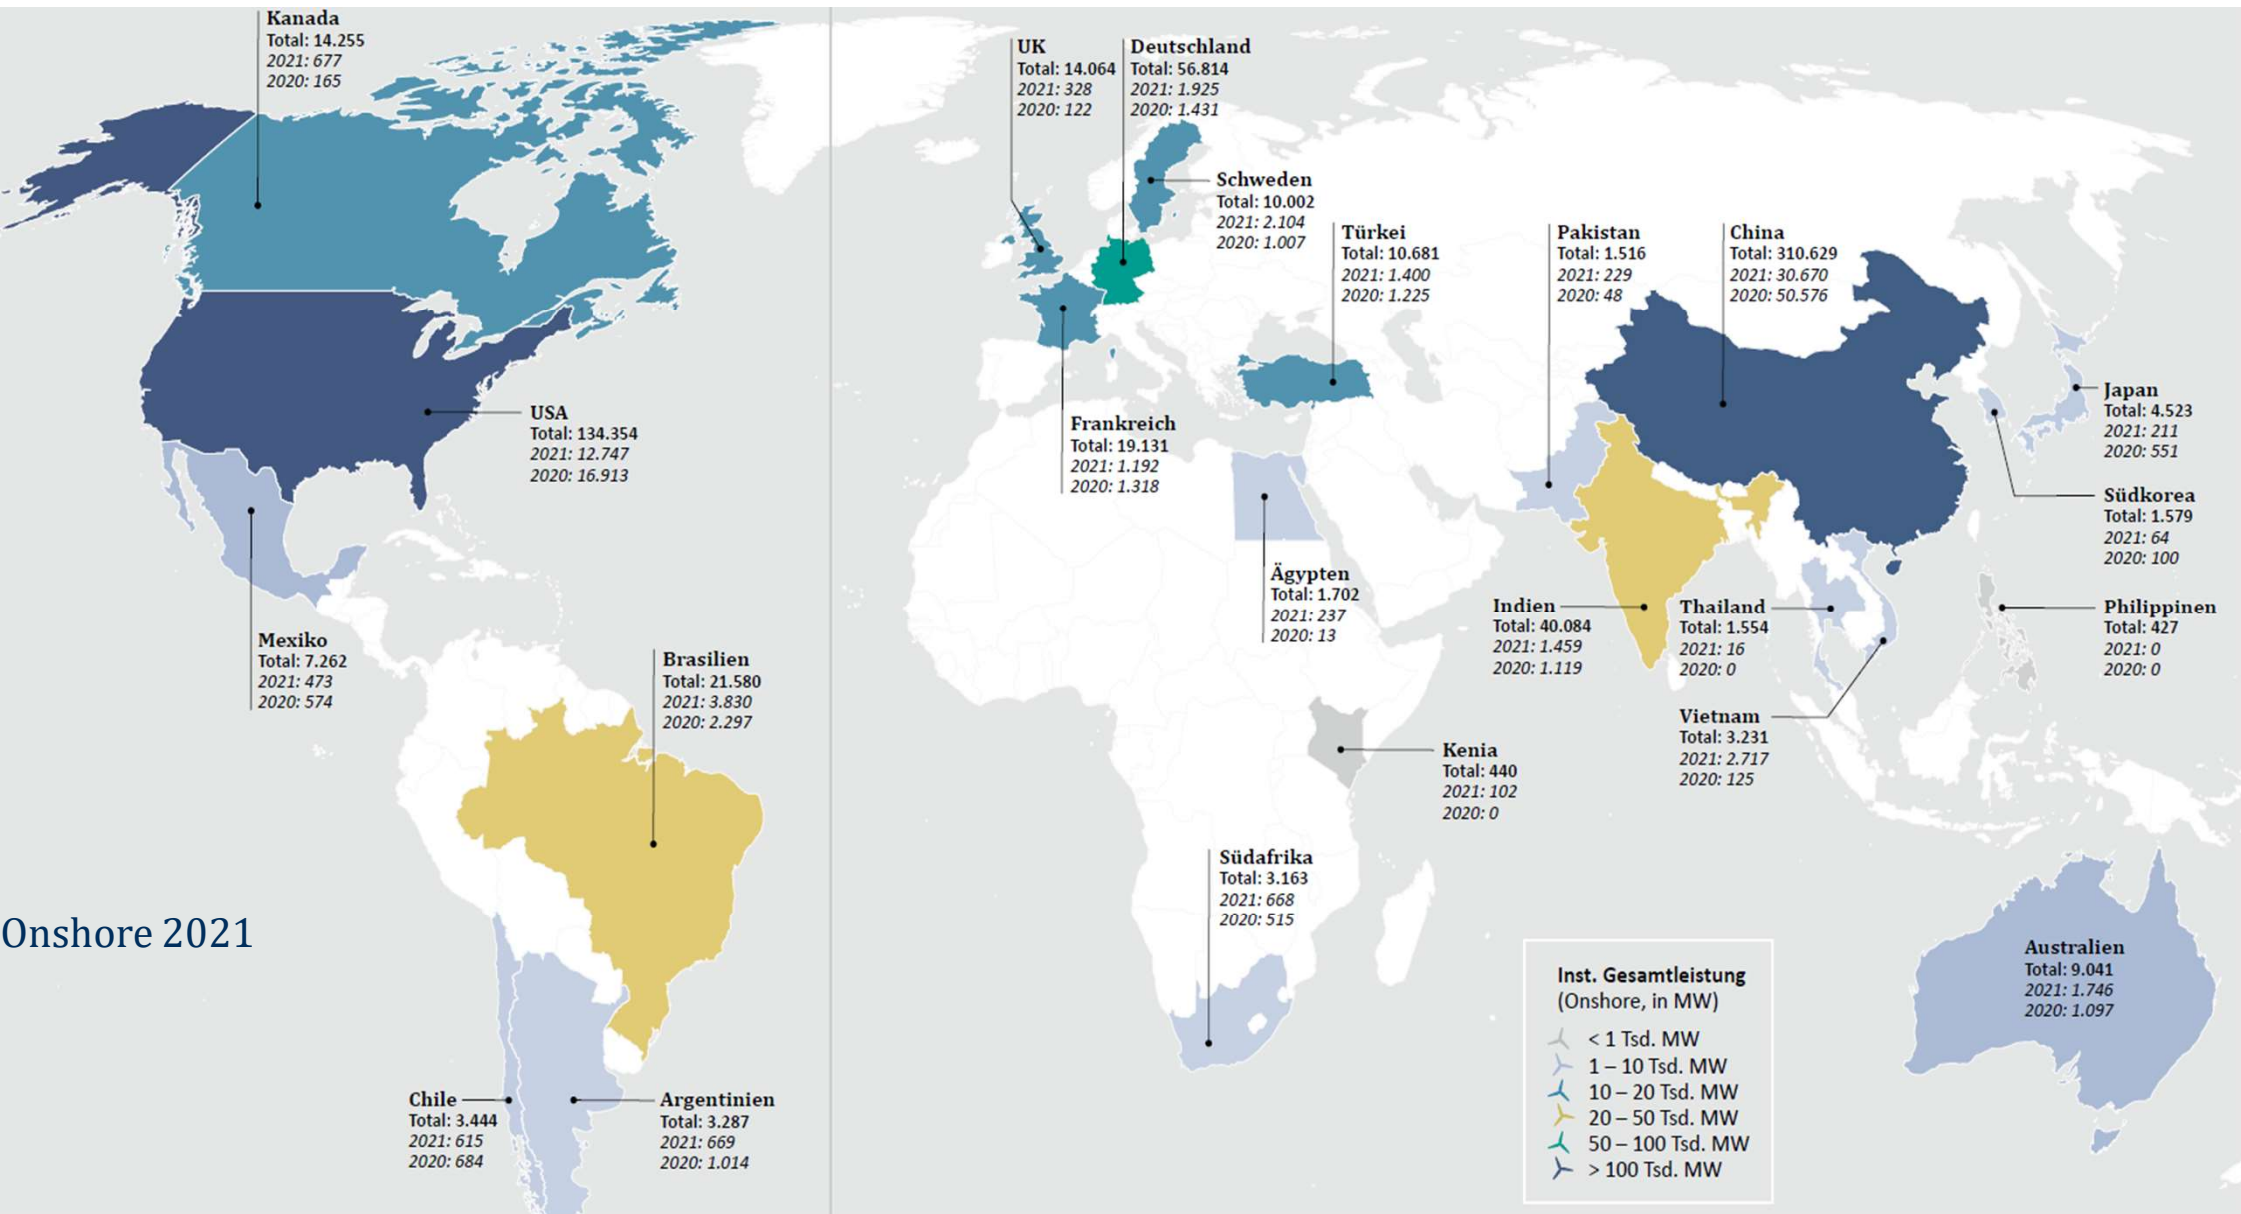 Kanada
Total: 14.255
2021: 677
2020: 165
UK
Total: 14.064
2021: 328
2020: 122
Deutschland
Total: 56.814
2021: 1.925
2020: 1.431
Schweden
Total: 10.002
2021: 2.104
2020: 1.007
Türkei
Total: 10.681
2021: 1.400
2020: 1.225
Pakistan
Total: 1.516
2021: 229
2020: 48
China
Total: 310.629
2021: 30.670
2020: 50.576
USA
Total: 134.354
2021: 12.747
2020: 16.913
Frankreich
Total: 19.131
2021: 1.192
2020: 1.318
Japan
Total: 4.523
2021: 211
2020: 551
Südkorea
Total: 1.579
2021: 64
2020: 100
Ägypten
Total: 1.702
2021: 237
2020: 13
Indien
Total: 40.084
2021: 1.459
2020: 1.119
Thailand
Total: 1.554
2021: 16
2020: 0
Philippinen
Total: 427
2021: 0
2020: 0
Mexiko
Total: 7.262
2021: 473
2020: 574
Brasilien
Total: 21.580
2021: 3.830
2020: 2.297
Vietnam
Total: 3.231
2021: 2.717
2020: 125
Kenia
Total: 440
2021: 102
2020: 0
Südafrika
Total: 3.163
2021: 668
2020: 515
Onshore 2021
Australien
Total: 9.041
2021: 1.746
2020: 1.097
Chile
Total: 3.444
2021: 615
2020: 684
Argentinien
Total: 3.287
2021: 669
2020: 1.014
Inst. Gesamtleistung
(Onshore, in MW)
< 1 Tsd. MW
1 – 10 Tsd. MW
10 – 20 Tsd. MW
20 – 50 Tsd. MW
50 – 100 Tsd. MW
> 100 Tsd. MW